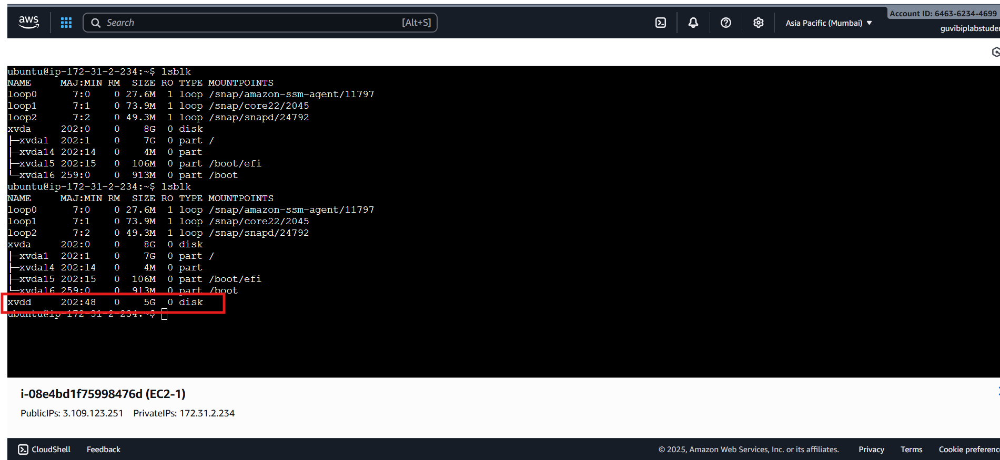 aws
Search [Alt+S]
Asia Pacific (Mumbai) ▼
Account ID: 6463-6234-4699
ubuntu@ip-172-31-2-234:~$ lsblk
NAME     MAJ:MIN RM  SIZE RO TYPE MOUNTPOINTS
loop0      7:0    0 27.6M  1 loop /snap/amazon-ssm-agent/11797
loop1      7:1    0 73.9M  1 loop /snap/core22/2045
loop2      7:2    0 49.3M  1 loop /snap/snapd/24792
xvda     202:0    0    8G  0 disk
├─xvda1  202:1    0    7G  0 part /
├─xvda14 202:14   0    4M  0 part
├─xvda15 202:15   0  106M  0 part /boot/efi
└─xvda16 259:0    0  913M  0 part /boot
ubuntu@ip-172-31-2-234:~$ lsblk
NAME     MAJ:MIN RM  SIZE RO TYPE MOUNTPOINTS
loop0      7:0    0 27.6M  1 loop /snap/amazon-ssm-agent/11797
loop1      7:1    0 73.9M  1 loop /snap/core22/2045
loop2      7:2    0 49.3M  1 loop /snap/snapd/24792
xvda     202:0    0    8G  0 disk
├─xvda1  202:1    0    7G  0 part /
├─xvda14 202:14   0    4M  0 part
├─xvda15 202:15   0  106M  0 part /boot/efi
└─xvda16 259:0    0  913M  0 part /boot
xvdd     202:48   0    5G  0 disk
ubuntu@ip-172-31-2-234:~$
i-08e4bd1f75998476d (EC2-1)
PublicIPs: 3.109.123.251 PrivateIPs: 172.31.2.234
CloudShell Feedback
© 2025, Amazon Web Services, Inc. or its affiliates. Privacy Terms Cookie